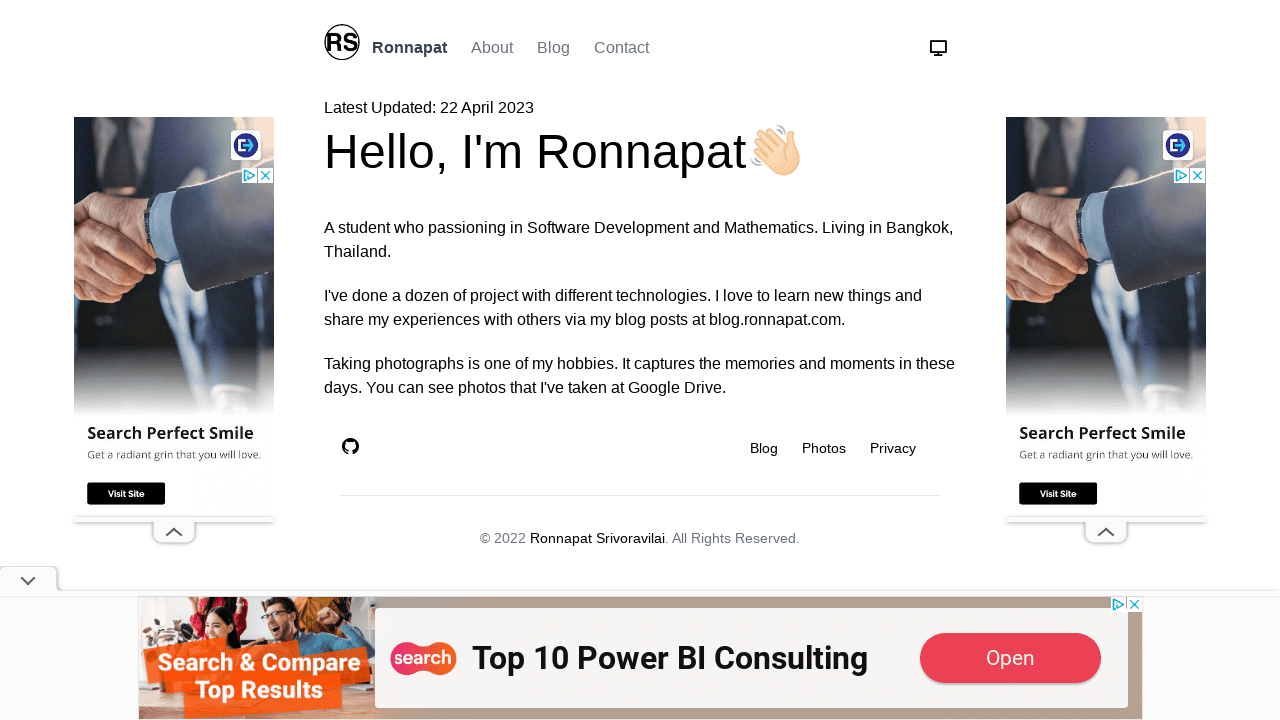 RS
Ronnapat About Blog Contact
Latest Updated: 22 April 2023
Hello, I'm Ronnapat👋🏻
A student who passioning in Software Development and Mathematics. Living in Bangkok,
Thailand.
I've done a dozen of project with different technologies. I love to learn new things and
share my experiences with others via my blog posts at blog.ronnapat.com.
Taking photographs is one of my hobbies. It captures the memories and moments in these
days. You can see photos that I've taken at Google Drive.
Blog Photos Privacy
© 2022 Ronnapat Srivoravilai. All Rights Reserved.
Search Perfect Smile
Get a radiant grin that you will love.
Visit Site
Search Perfect Smile
Get a radiant grin that you will love.
Visit Site
Search & Compare
Top Results
search
Top 10 Power BI Consulting
Open